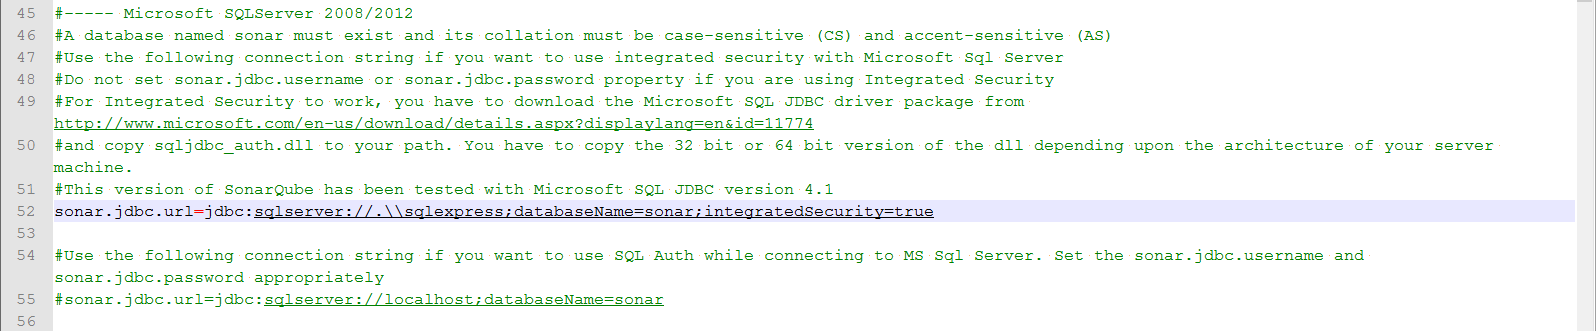 45 #----- Microsoft SQLServer 2008/2012
46 #A database named sonar must exist and its collation must be case-sensitive (CS) and accent-sensitive (AS)
47 #Use the following connection string if you want to use integrated security with Microsoft Sql Server
48 #Do not set sonar.jdbc.username or sonar.jdbc.password property if you are using Integrated Security
49 #For Integrated Security to work, you have to download the Microsoft SQL JDBC driver package from
http://www.microsoft.com/en-us/download/details.aspx?displaylang=en&id=11774
50 #and copy sqljdbc_auth.dll to your path. You have to copy the 32 bit or 64 bit version of the dll depending upon the architecture of your server
machine.
51 #This version of SonarQube has been tested with Microsoft SQL JDBC version 4.1
52 sonar.jdbc.url=jdbc:sqlserver://.\\sqlexpress;databaseName=sonar;integratedSecurity=true
53
54 #Use the following connection string if you want to use SQL Auth while connecting to MS Sql Server. Set the sonar.jdbc.username and
sonar.jdbc.password appropriately
55 #sonar.jdbc.url=jdbc:sqlserver://localhost;databaseName=sonar
56